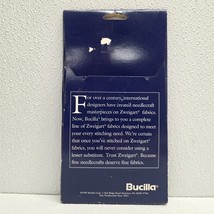 For over a century, international
designers have created needlecraft
masterpieces on Zweigart® fabrics.
Now, Bucilla® brings to you a complete
line of Zweigart® fabrics designed to meet
your every stitching need. We're certain
that once you've stitched on Zweigart®
fabrics, you will never consider using a
lesser substitute. Trust Zweigart®. Because
fine needlecrafts deserve fine fabrics.
Bucilla®